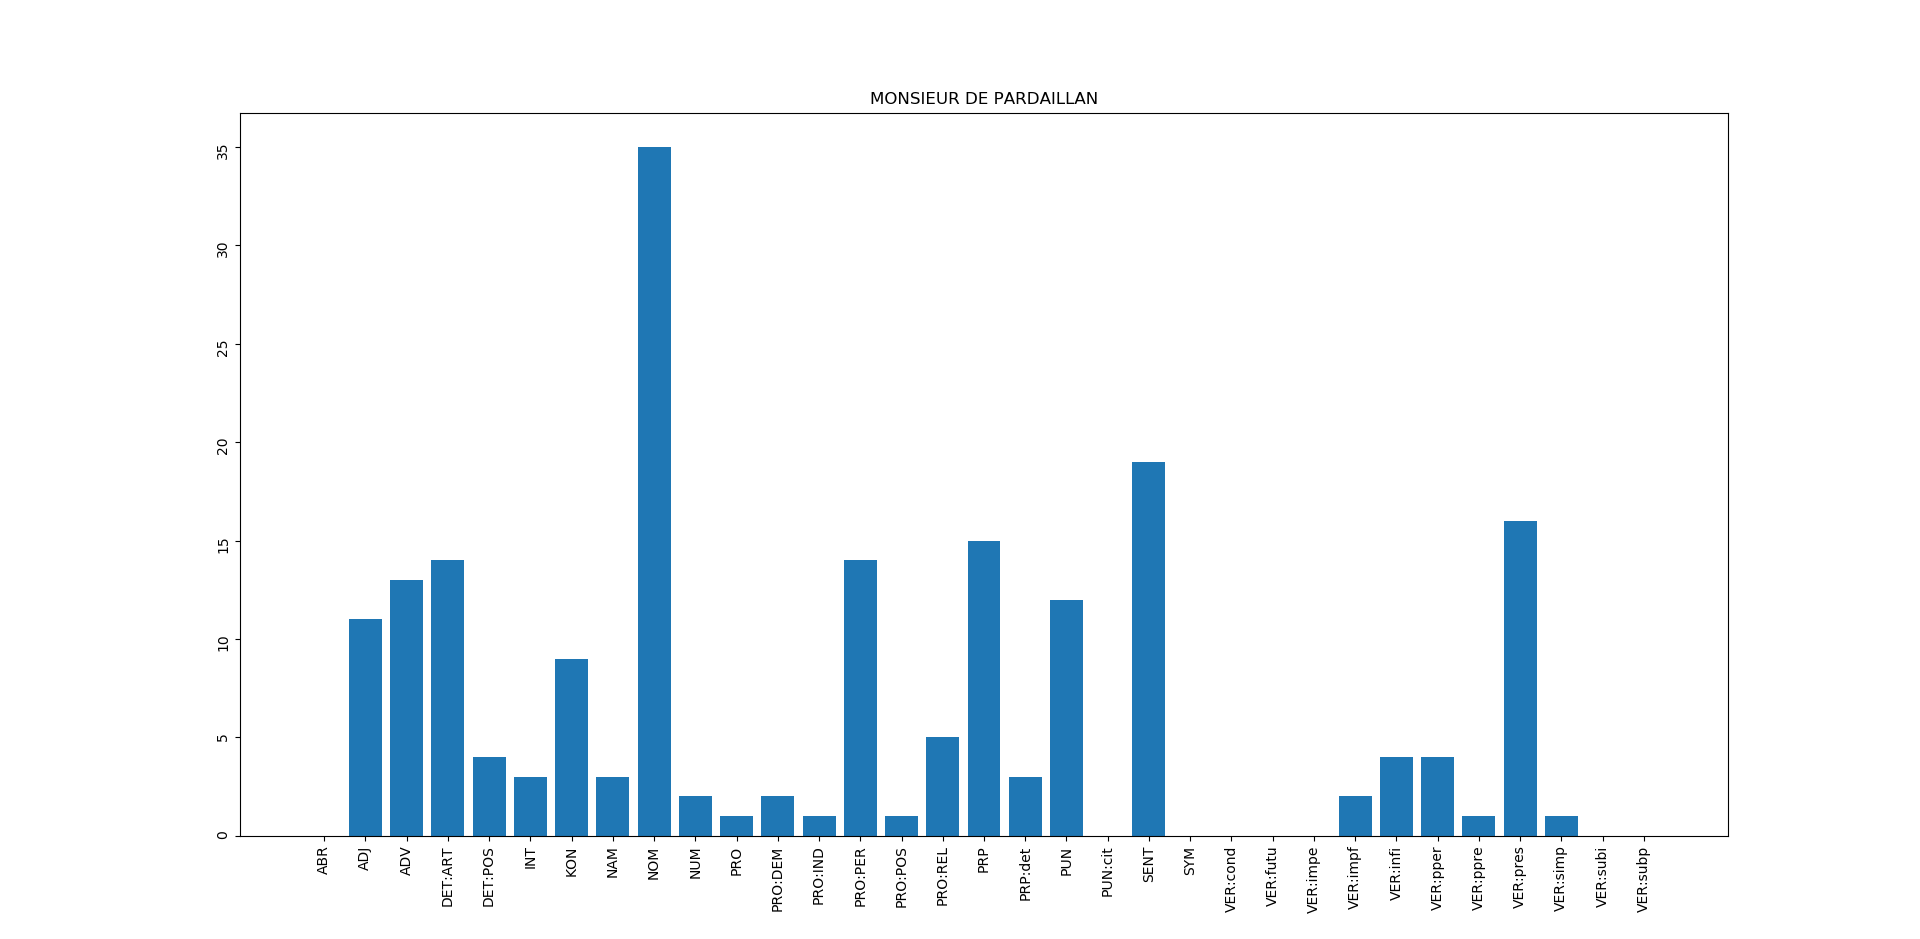 MONSIEUR DE PARDAILLAN
35
30
25
20
15
10
5
0
ABR
ADJ
ADV
DET:ART
DET:POS
INT
KON
NAM
NOM
NUM
PRO
PRO:DEM
PRO:IND
PRO:PER
PRO:POS
PRO:REL
PRP
PRP:det
PUN
PUN:cit
SENT
SYM
VER:cond
VER:futu
VER:impe
VER:impf
VER:infi
VER:pper
VER:ppre
VER:pres
VER:simp
VER:subi
VER:subp